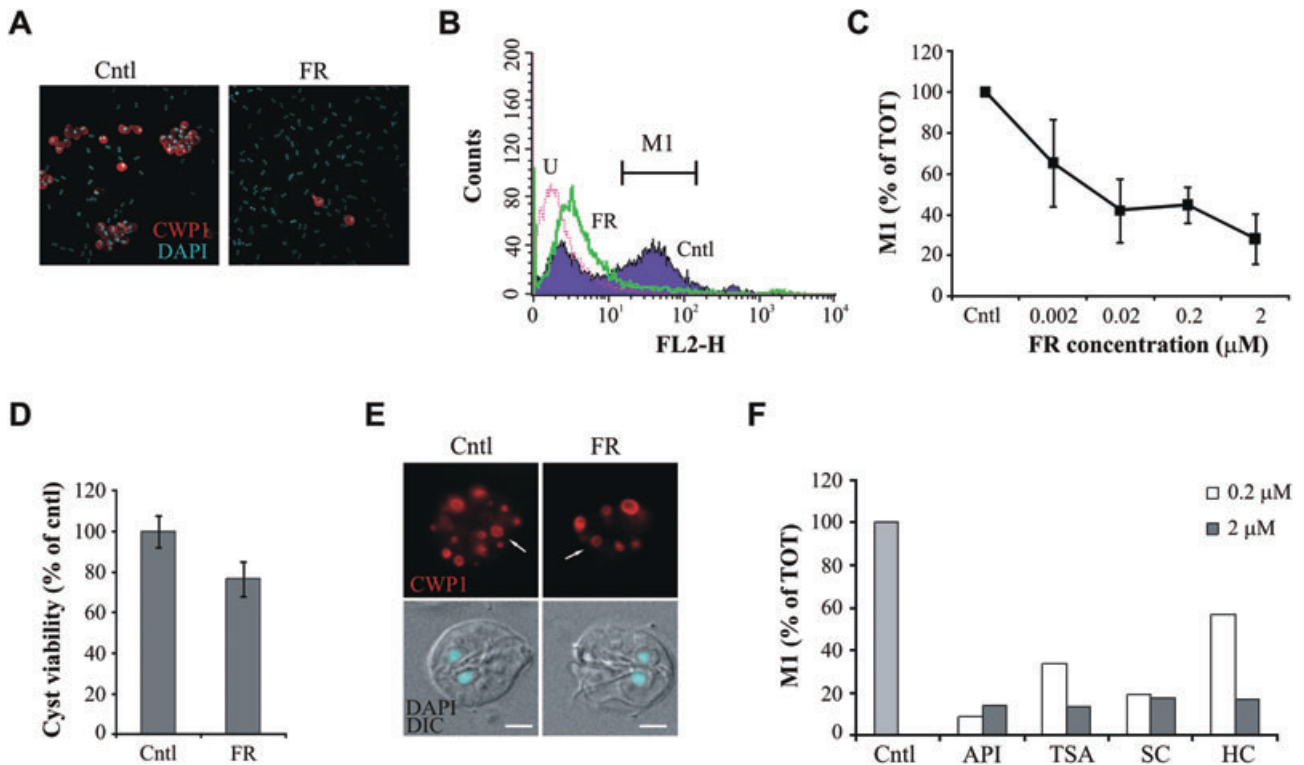 A
Cntl FR
CWP1
DAPI
B
Counts
200
160
120
80
40
0
U
M1
FR
Cntl
0 10¹ 10² 10³ 10⁴
FL2-H
C
M1 (% of TOT)
120
100
80
60
40
20
0
Cntl 0.002 0.02 0.2 2
FR concentration (μM)
D
Cyst viability (% of cntl)
120
100
80
60
40
20
0
Cntl FR
E
Cntl FR
CWP1
DAPI
DIC
F
M1 (% of TOT)
120
100
80
60
40
20
0
0.2 μM
2 μM
Cntl API TSA SC HC